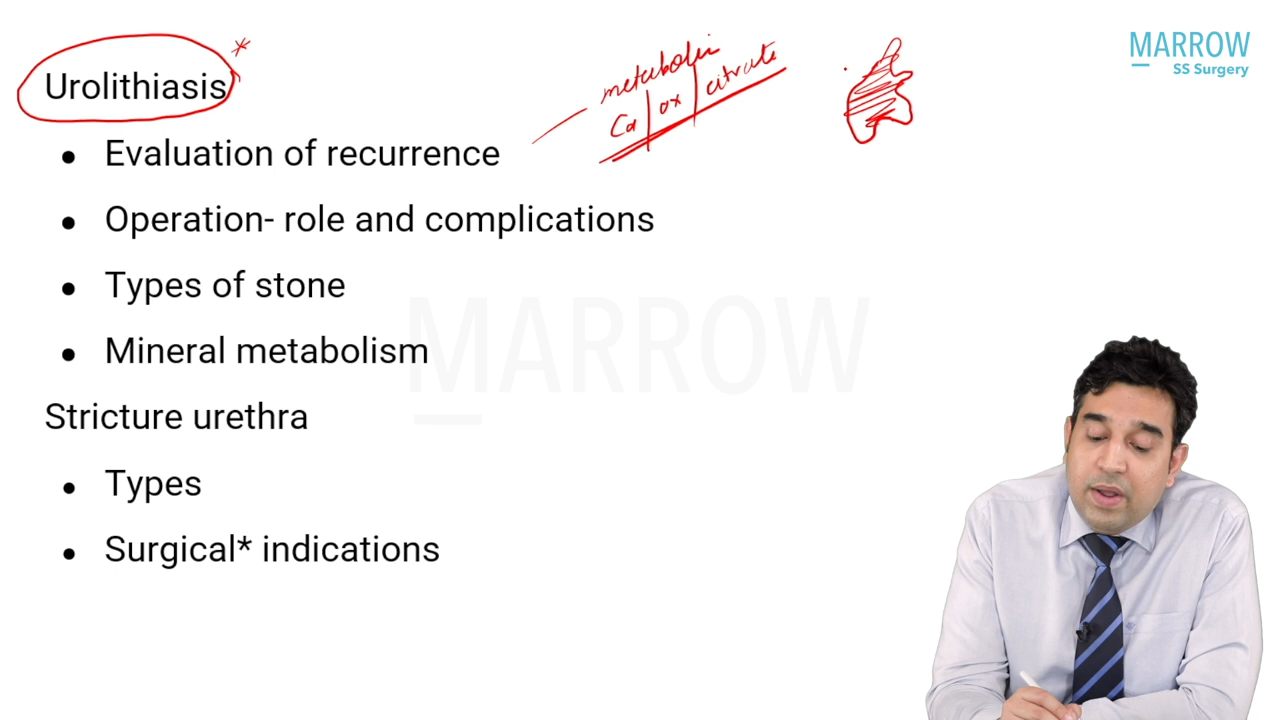 MARROW
SS Surgery
Urolithiasis*
metabolic
Ca | ox | citrate
• Evaluation of recurrence
• Operation- role and complications
• Types of stone
• Mineral metabolism
MARROW
Stricture urethra
• Types
• Surgical* indications